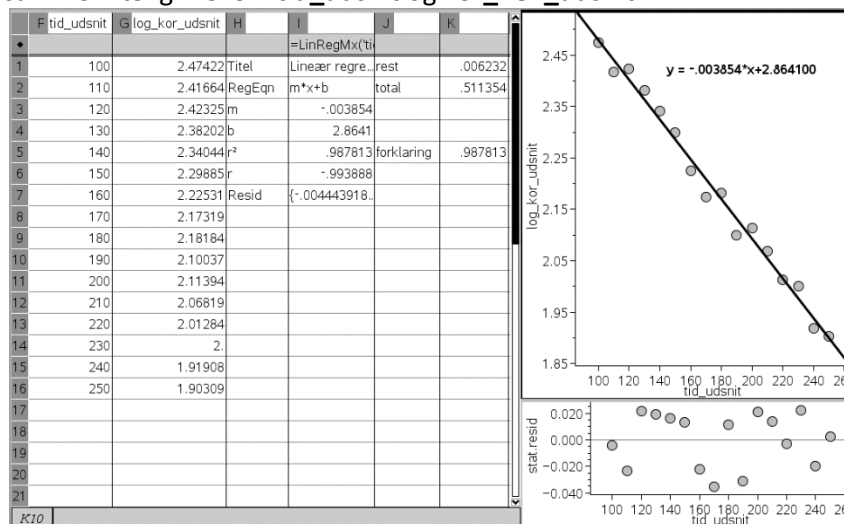 F tid_udsnit G log_kor_udsnit H I J K
=LinRegMx('ti
1 100 2.47422 Titel Lineær regre... rest .006232
2 110 2.41664 RegEqn m*x+b total .511354
3 120 2.42325 m -.003854
4 130 2.38202 b 2.8641
5 140 2.34044 r² .987813 forklaring .987813
6 150 2.29885 r -.993888
7 160 2.22531 Resid {-.004443918...
8 170 2.17319
9 180 2.18184
10 190 2.10037
11 200 2.11394
12 210 2.06819
13 220 2.01284
14 230 2.
15 240 1.91908
16 250 1.90309
17
18
19
20
21
K10
y = -.003854*x+2.864100
log_kor_udsnit
2.45
2.35
2.25
2.15
2.05
1.95
1.85
100 120 140 160 180 200 220 240 26
tid_udsnit
stat.resid
0.020
0.000
-0.020
-0.040
100 120 140 160 180 200 220 240 26
tid_udsnit